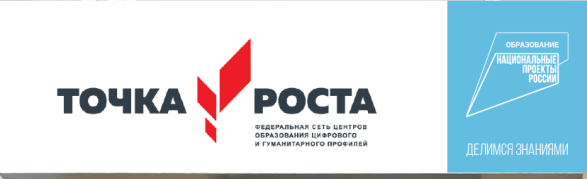 ТОЧКА РОСТА
ФЕДЕРАЛЬНАЯ СЕТЬ ЦЕНТРОВ
ОБРАЗОВАНИЯ ЦИФРОВОГО
И ГУМАНИТАРНОГО ПРОФИЛЕЙ
ОБРАЗОВАНИЕ
НАЦИОНАЛЬНЫЕ
ПРОЕКТЫ
РОССИИ
ДЕЛИМСЯ ЗНАНИЯМИ